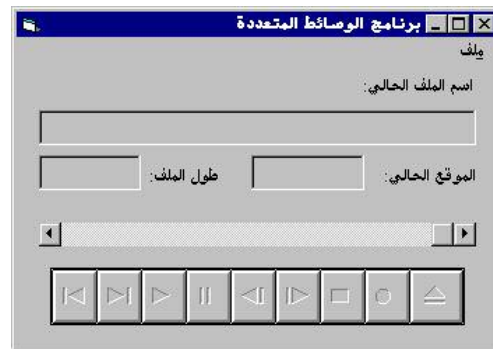 برنامج الوسائط المتعددة
ملف
اسم الملف الحالي:
الموقع الحالي:
طول الملف: